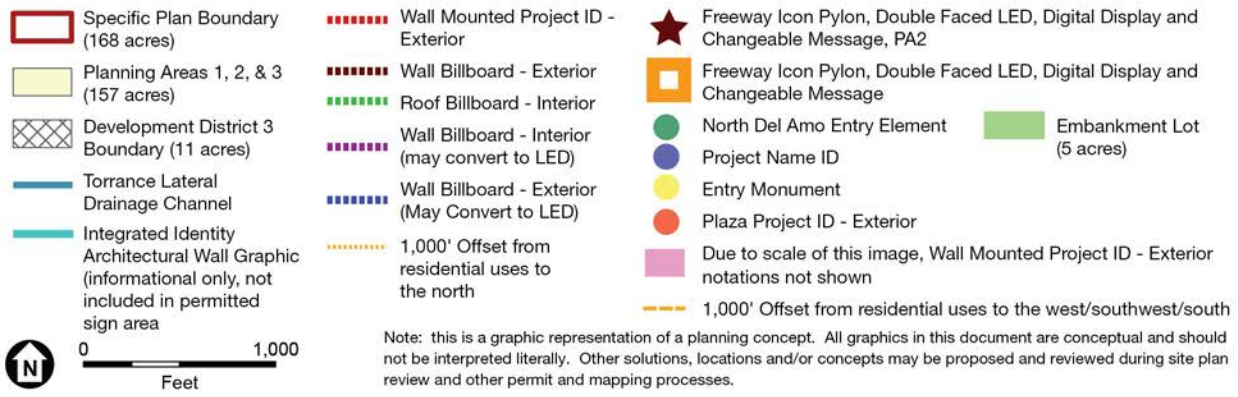 Specific Plan Boundary
(168 acres)
Planning Areas 1, 2, & 3
(157 acres)
Development District 3
Boundary (11 acres)
Torrance Lateral
Drainage Channel
Integrated Identity
Architectural Wall Graphic
(informational only, not
included in permitted
sign area
Wall Mounted Project ID -
Exterior
Wall Billboard - Exterior
Roof Billboard - Interior
Wall Billboard - Interior
(may convert to LED)
Wall Billboard - Exterior
(May Convert to LED)
1,000' Offset from
residential uses to
the north
Freeway Icon Pylon, Double Faced LED, Digital Display and
Changeable Message, PA2
Freeway Icon Pylon, Double Faced LED, Digital Display and
Changeable Message
North Del Amo Entry Element
Project Name ID
Entry Monument
Plaza Project ID - Exterior
Due to scale of this image, Wall Mounted Project ID - Exterior
notations not shown
1,000' Offset from residential uses to the west/southwest/south
Embankment Lot
(5 acres)
N
0 1,000
Feet
Note: this is a graphic representation of a planning concept. All graphics in this document are conceptual and should
not be interpreted literally. Other solutions, locations and/or concepts may be proposed and reviewed during site plan
review and other permit and mapping processes.